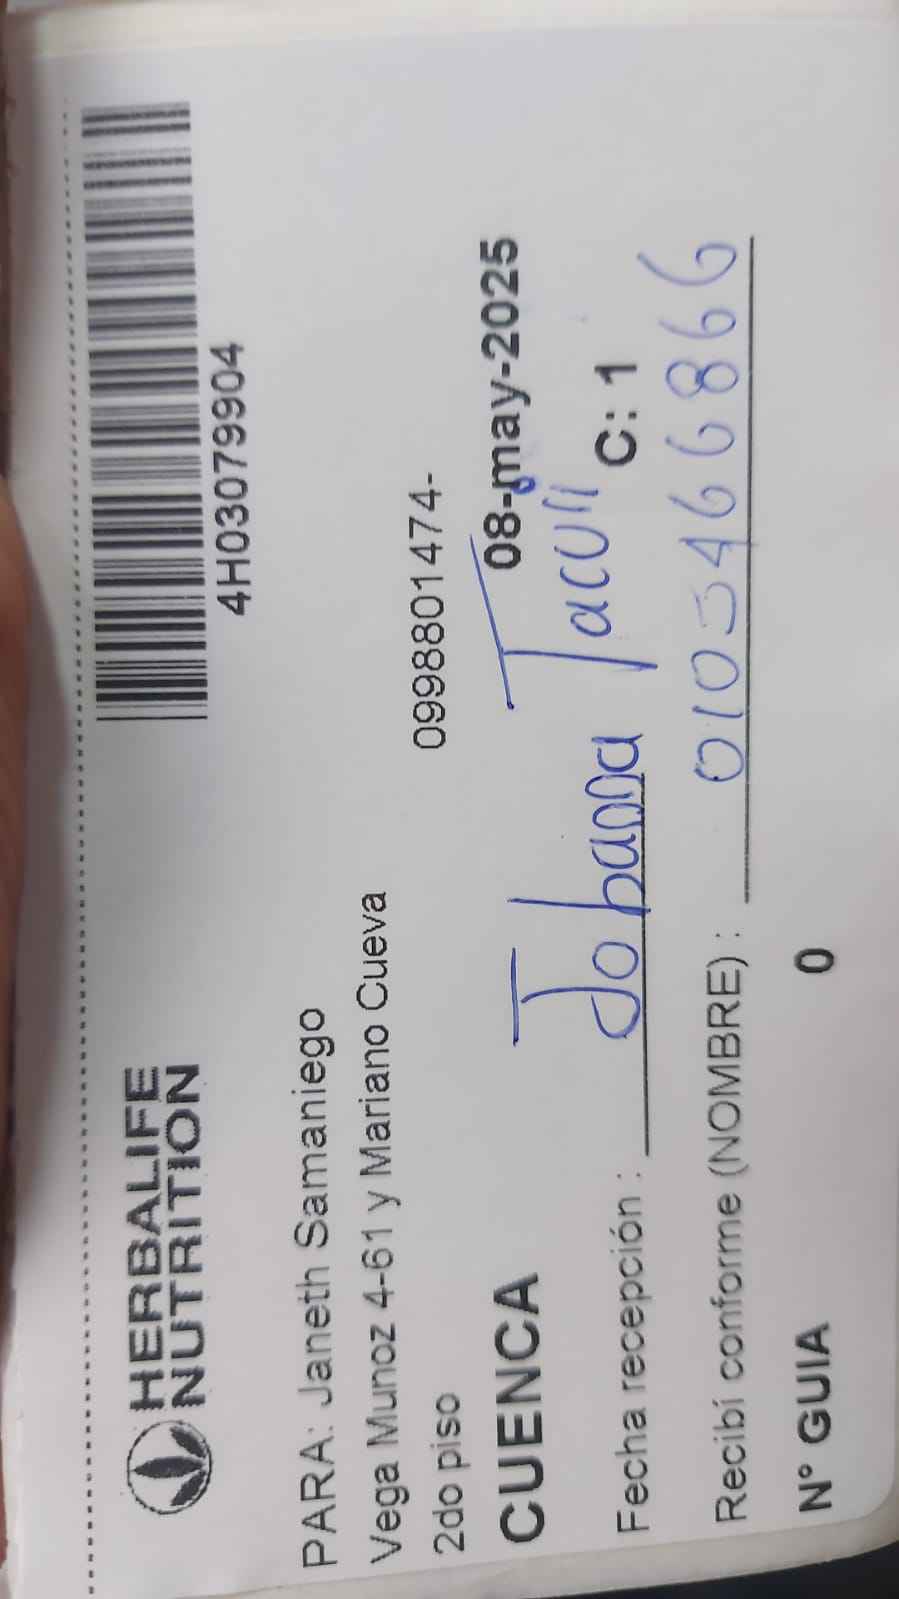 HERBALIFE
NUTRITION
4H03079904
PARA: Janeth Samaniego
Vega Munoz 4-61 y Mariano Cueva
2do piso 0998801474-
CUENCA 08-may-2025
Johanna Tacuri
Fecha recepción : C: 1
0105466866
Recibí conforme (NOMBRE) :
N° GUIA 0